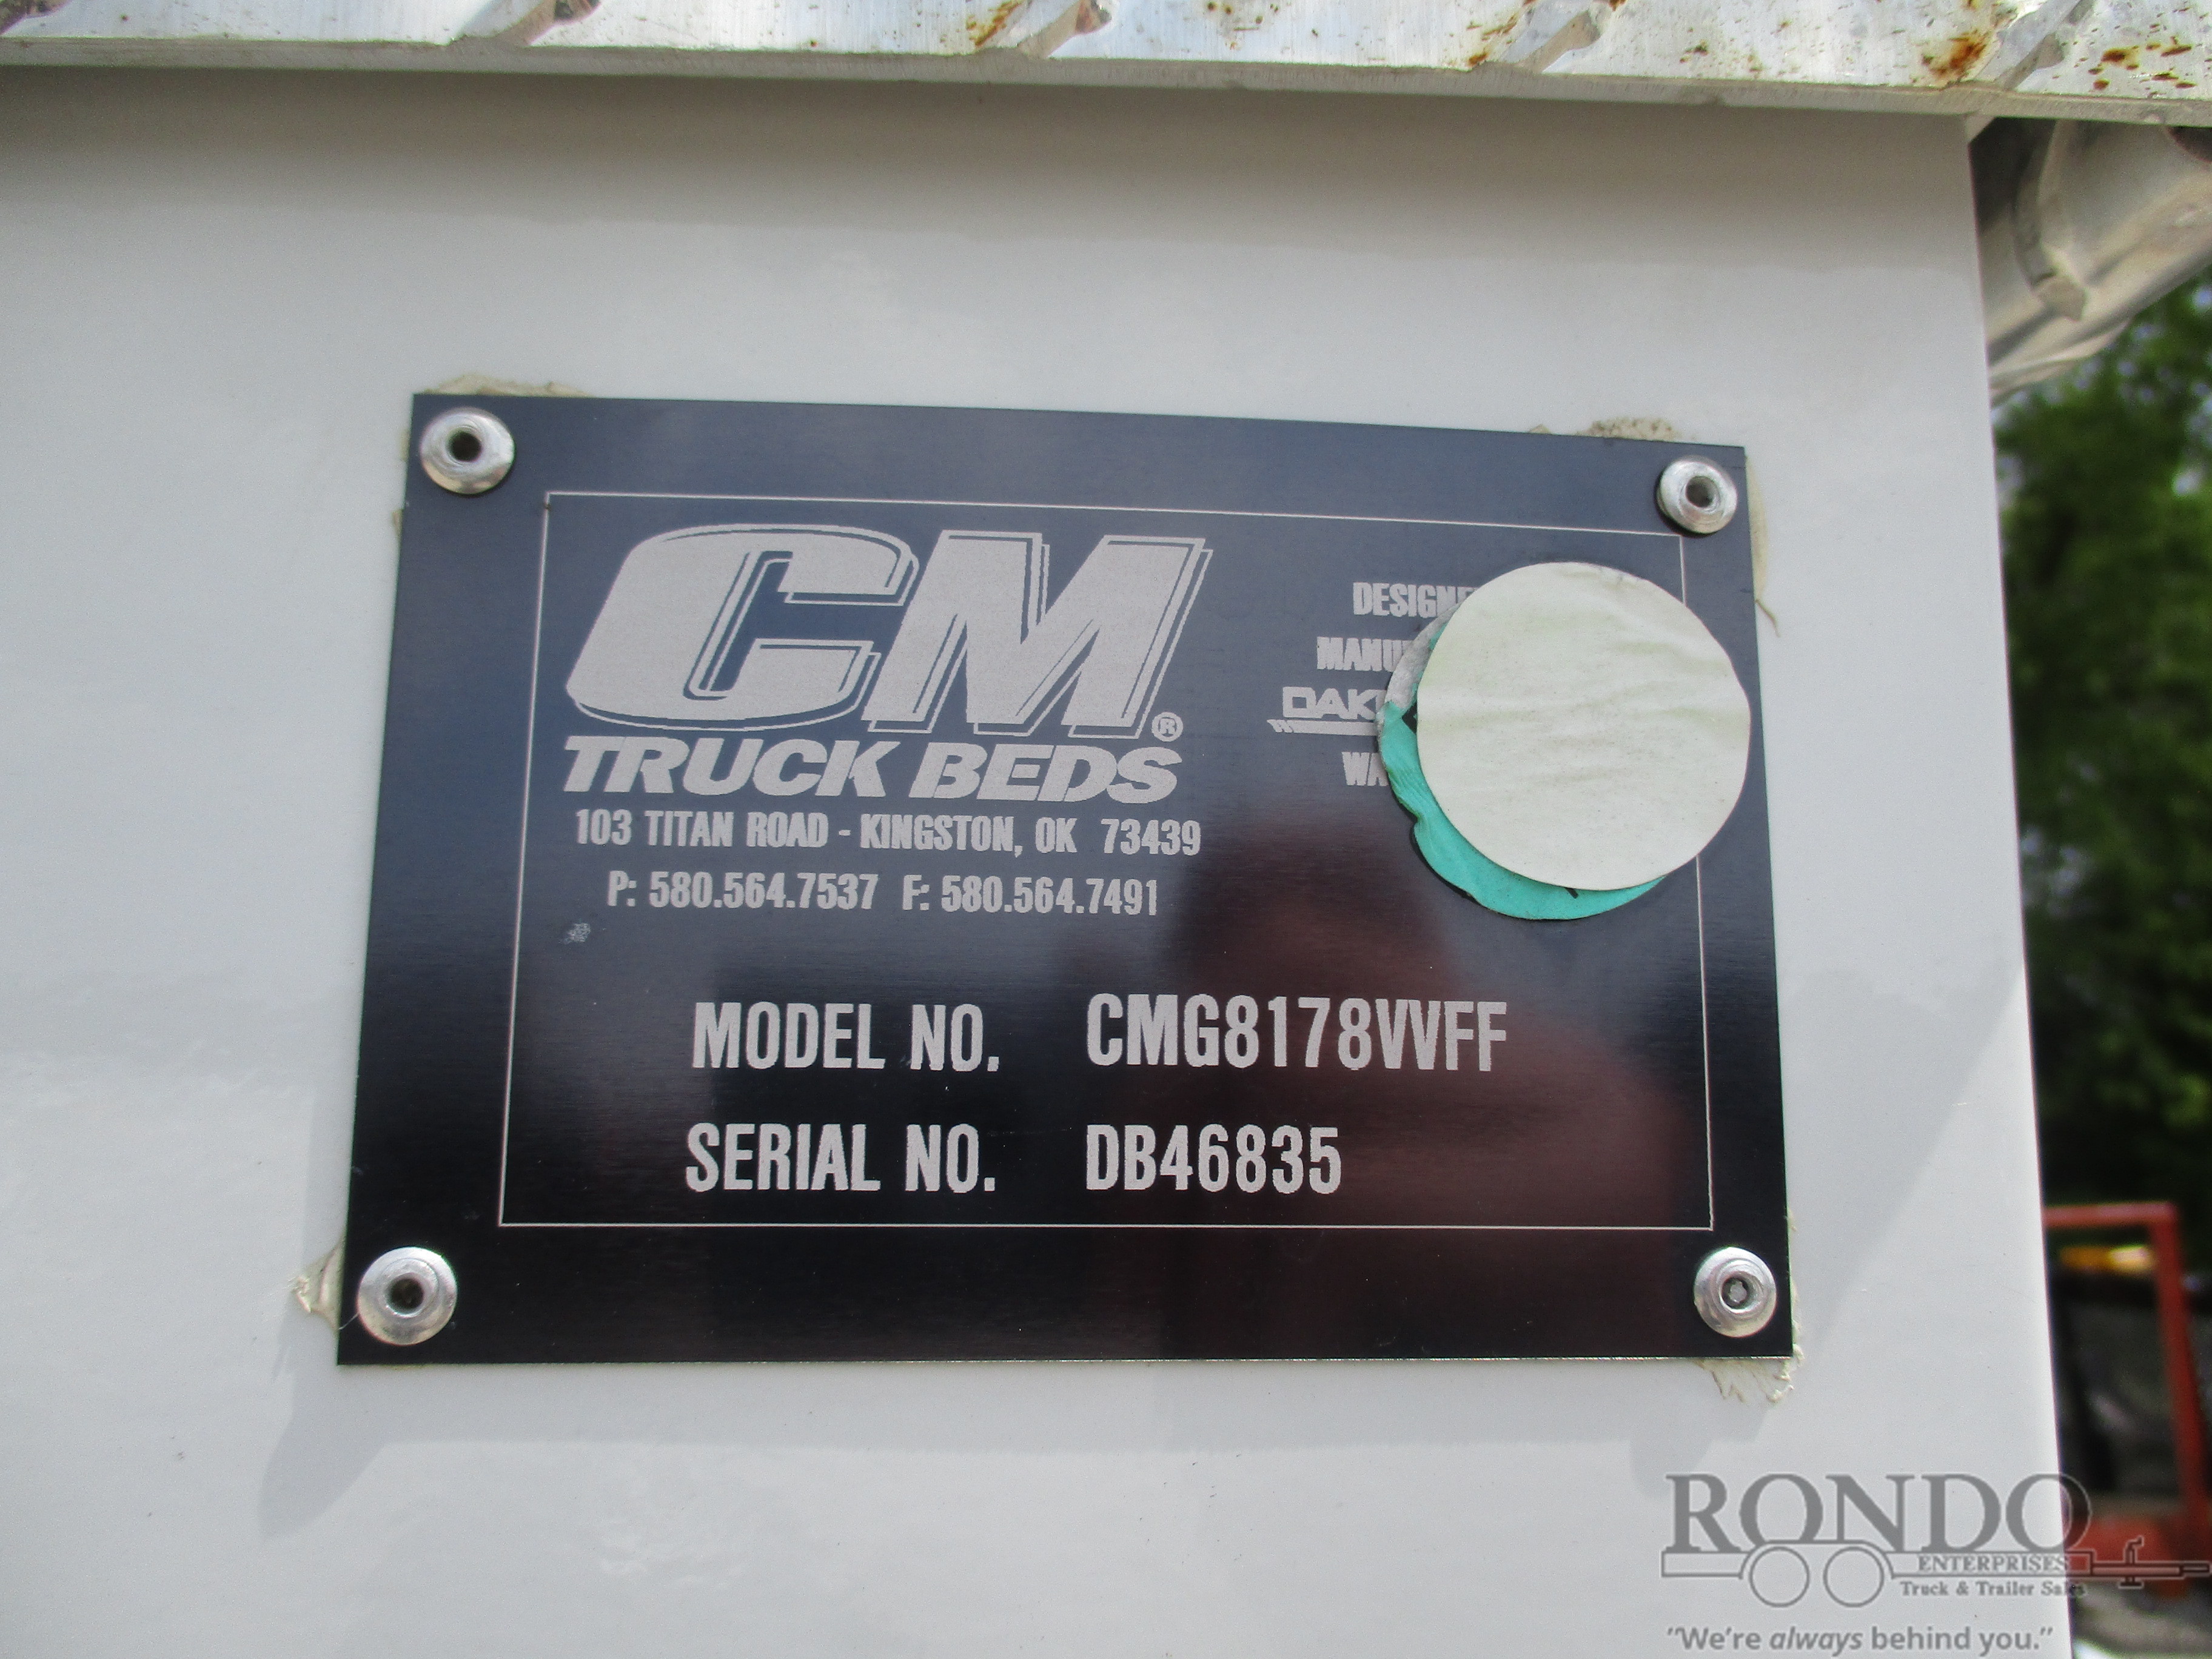 CM®
TRUCK BEDS
103 TITAN ROAD - KINGSTON, OK 73439
P: 580.564.7537 F: 580.564.7491
MODEL NO. CMG8178VVFF
SERIAL NO. DB46835
RONDO
ENTERPRISES
Truck & Trailer Sales
"We're always behind you."